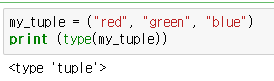 my_tuple = ("red", "green", "blue")
print (type(my_tuple))
<type 'tuple'>